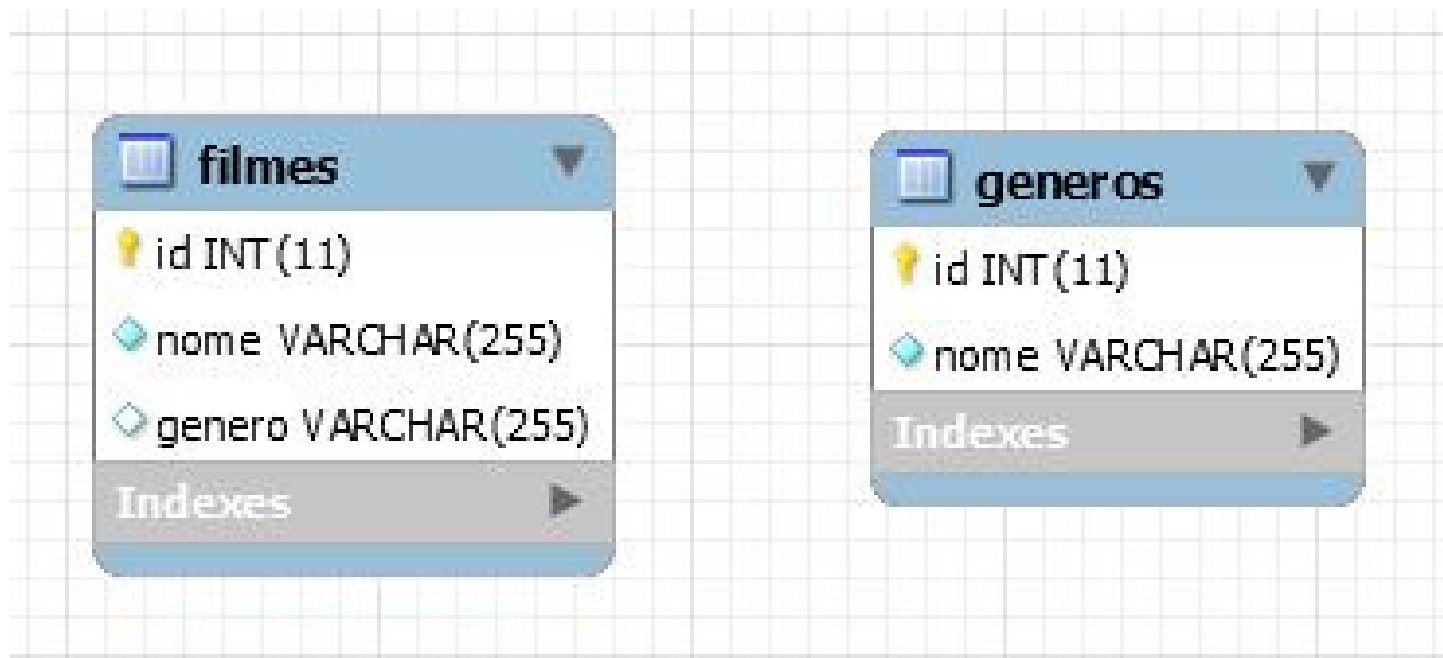 filmes
id INT(11)
nome VARCHAR(255)
genero VARCHAR(255)
Indexes
generos
id INT(11)
nome VARCHAR(255)
Indexes